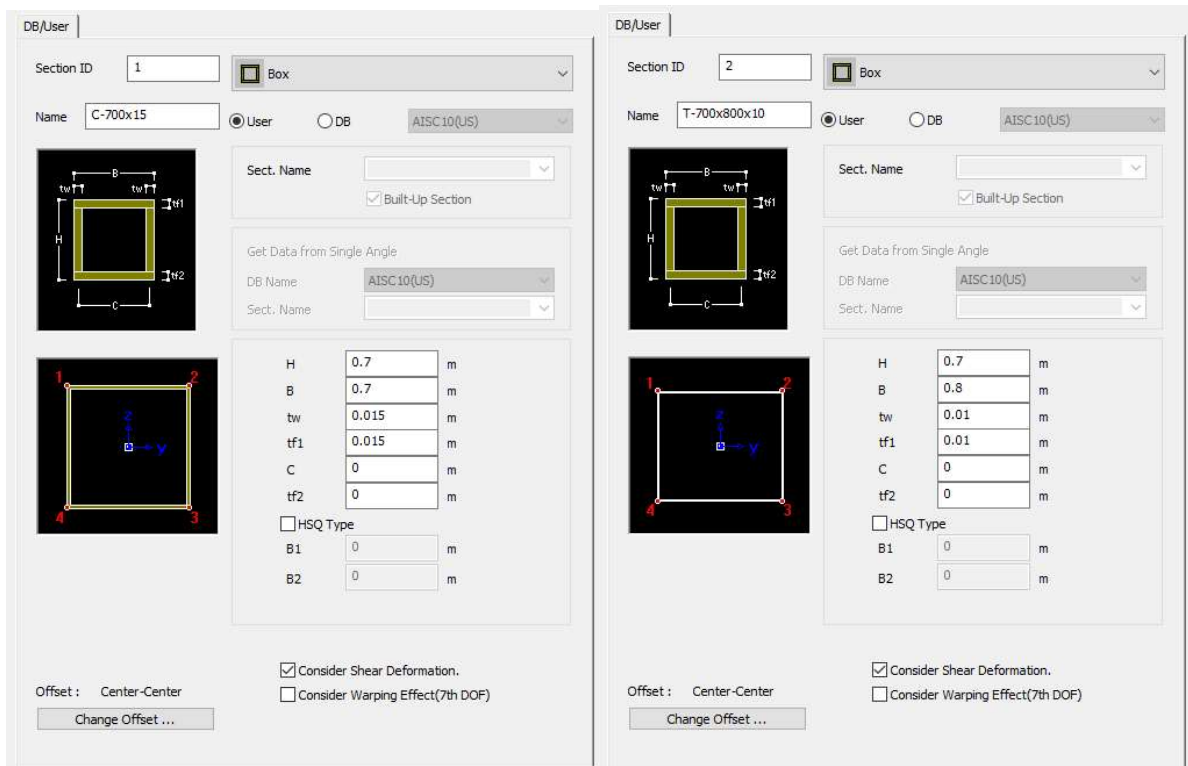 DB/User
Section ID 1 Box
Name C-700x15 User DB AISC10(US)
B
tw tw
tf1
H
tf2
C
Sect. Name
Built-Up Section
Get Data from Single Angle
DB Name AISC10(US)
Sect. Name
1 2
z
y
4 3
H 0.7 m
B 0.7 m
tw 0.015 m
tf1 0.015 m
C 0 m
tf2 0 m
HSQ Type
B1 0 m
B2 0 m
Consider Shear Deformation.
Offset : Center-Center
Consider Warping Effect(7th DOF)
Change Offset ...
DB/User
Section ID 2 Box
Name T-700x800x10 User DB AISC10(US)
B
tw tw
tf1
H
tf2
C
Sect. Name
Built-Up Section
Get Data from Single Angle
DB Name AISC10(US)
Sect. Name
1 2
z
y
4 3
H 0.7 m
B 0.8 m
tw 0.01 m
tf1 0.01 m
C 0 m
tf2 0 m
HSQ Type
B1 0 m
B2 0 m
Consider Shear Deformation.
Offset : Center-Center
Consider Warping Effect(7th DOF)
Change Offset ...